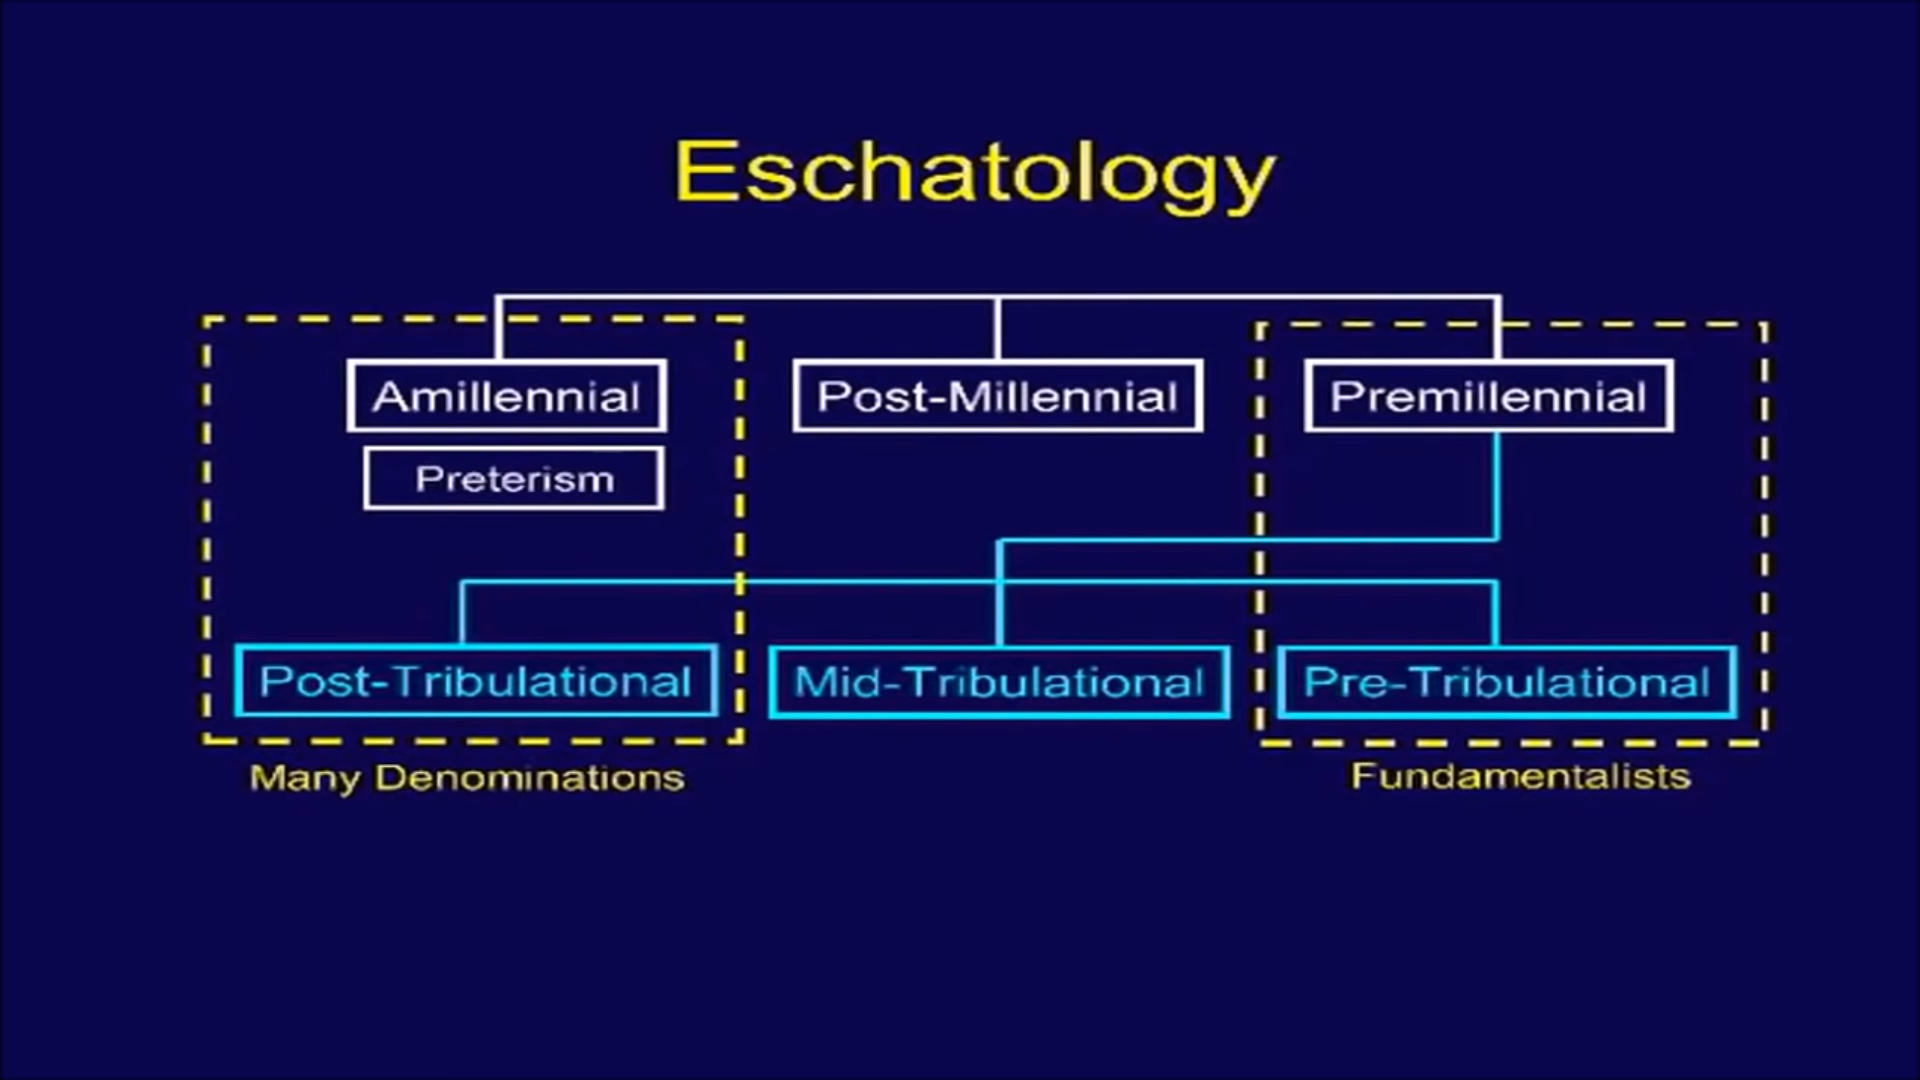 Eschatology
Amillennial
Post-Millennial
Premillennial
Preterism
Post-Tribulational
Mid-Tribulational
Pre-Tribulational
Many Denominations
Fundamentalists